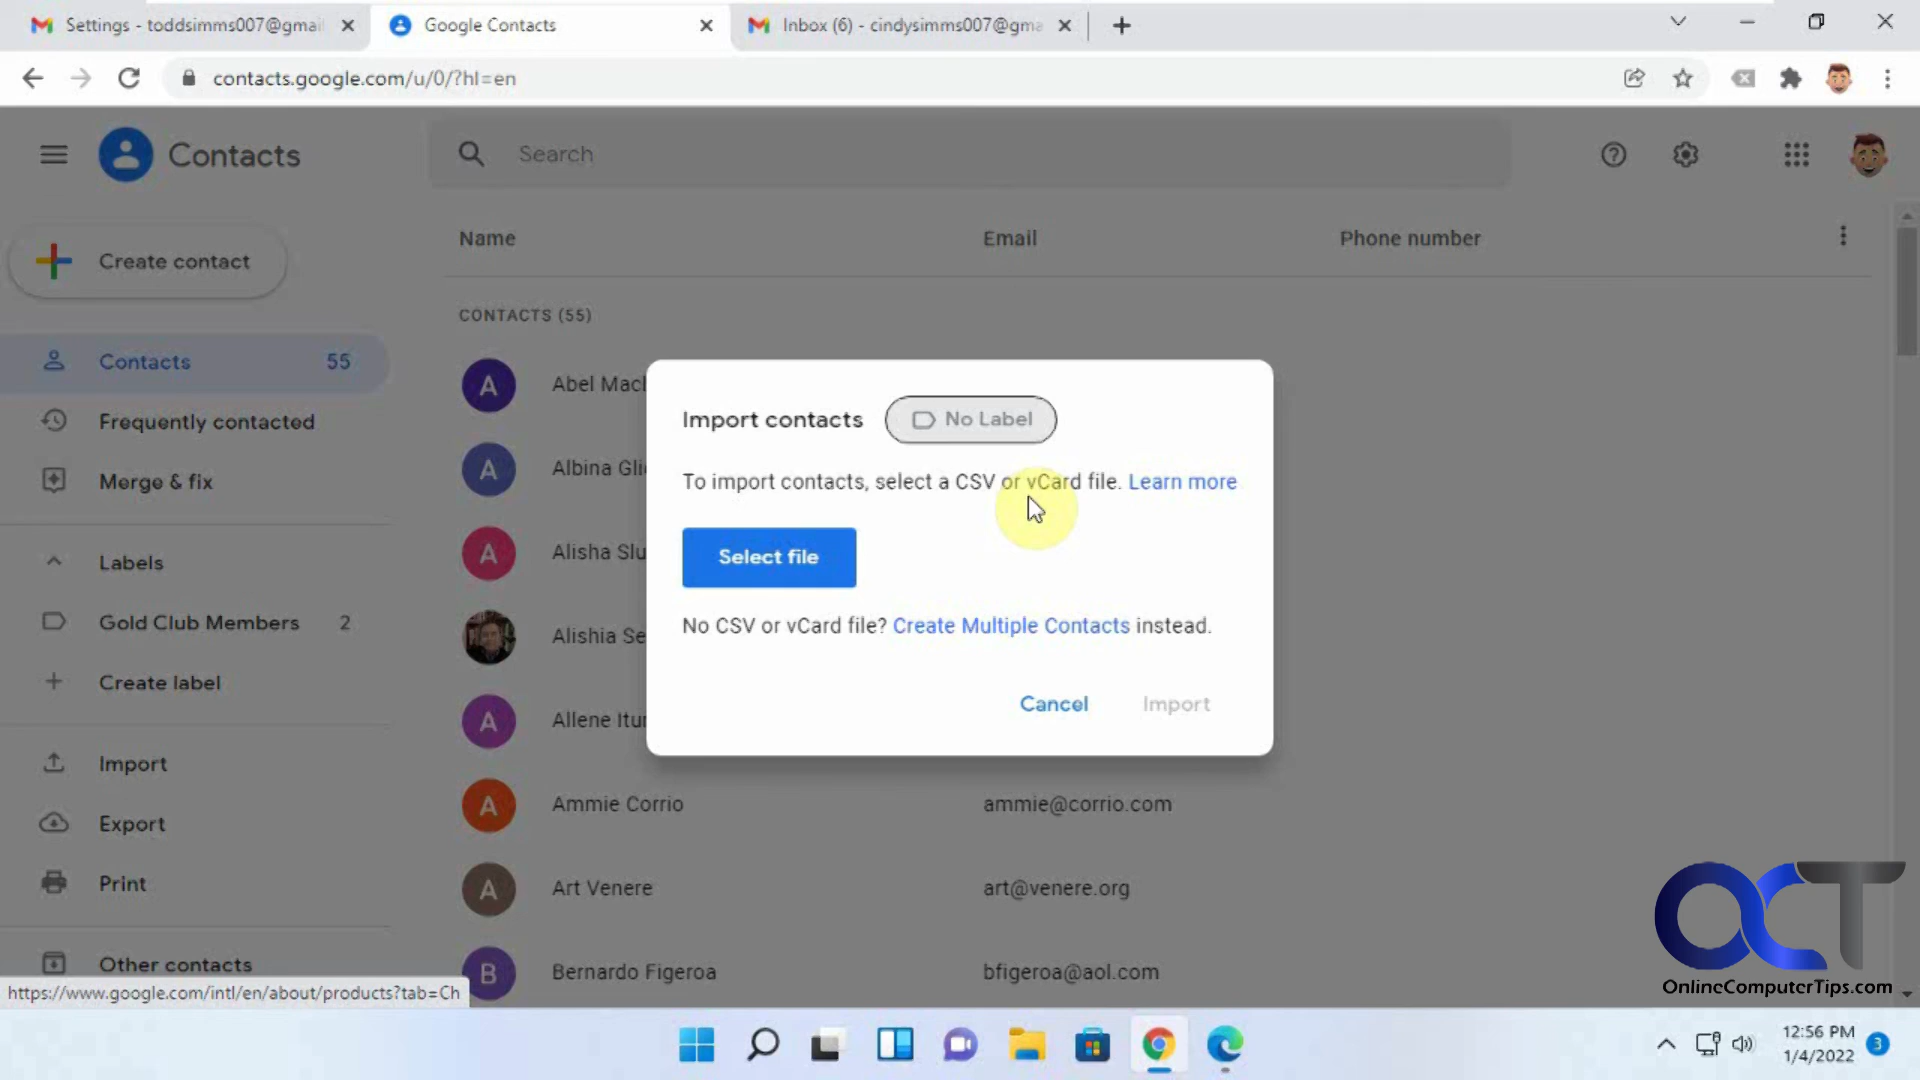 Settings - toddsimms007@gmail
Google Contacts
Inbox (6) - cindysimms007@gma
contacts.google.com/u/0/?hl=en
Contacts
Search
Create contact
Name Email Phone number
CONTACTS (55)
Contacts 55
Frequently contacted
Merge & fix
Labels
Gold Club Members 2
Create label
Import
Export
Print
Other contacts
https://www.google.com/intl/en/about/products?tab=Ch
A Abel Macl
A Albina Gli
A Alisha Slu
Alishia Se
A Allene Itur
A Ammie Corrio ammie@corrio.com
A Art Venere art@venere.org
B Bernardo Figeroa bfigeroa@aol.com
Import contacts No Label
To import contacts, select a CSV or vCard file. Learn more
Select file
No CSV or vCard file? Create Multiple Contacts instead.
Cancel Import
OCT
OnlineComputerTips.com
12:56 PM
1/4/2022
3